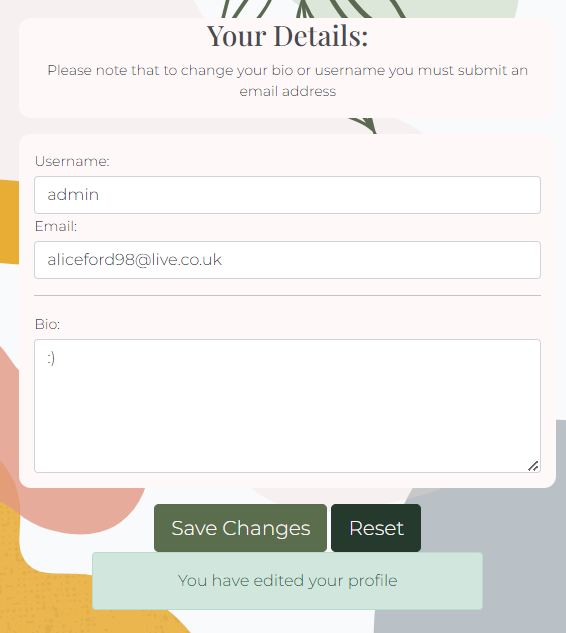 Your Details:
Please note that to change your bio or username you must submit an
email address
Username:
admin
Email:
aliceford98@live.co.uk
Bio:
:)
Save Changes Reset
You have edited your profile